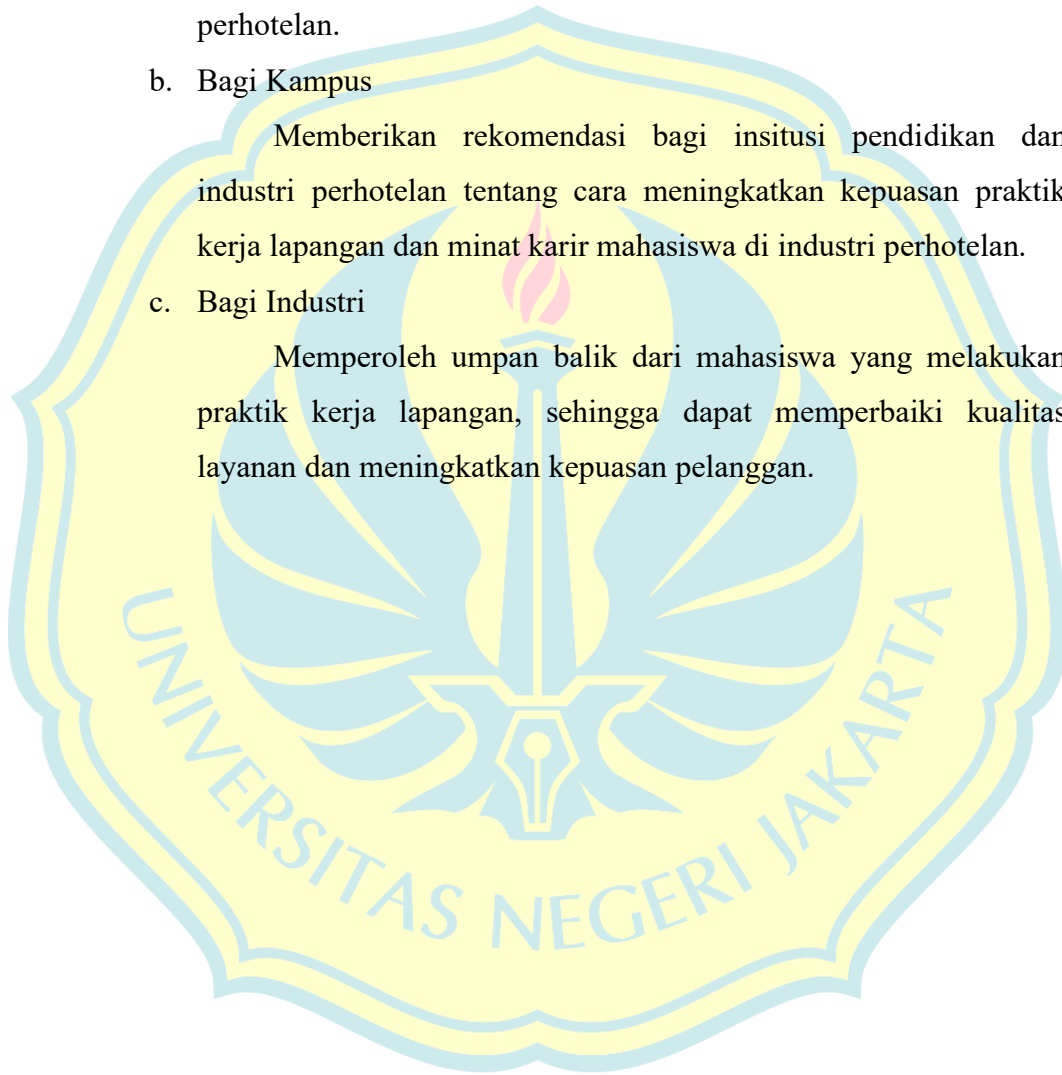 perhotelan.
b. Bagi Kampus
Memberikan rekomendasi bagi insitusi pendidikan dan
industri perhotelan tentang cara meningkatkan kepuasan praktik
kerja lapangan dan minat karir mahasiswa di industri perhotelan.
c. Bagi Industri
Memperoleh umpan balik dari mahasiswa yang melakukan
praktik kerja lapangan, sehingga dapat memperbaiki kualitas
layanan dan meningkatkan kepuasan pelanggan.
UNIVERSITAS NEGERI JAKARTA